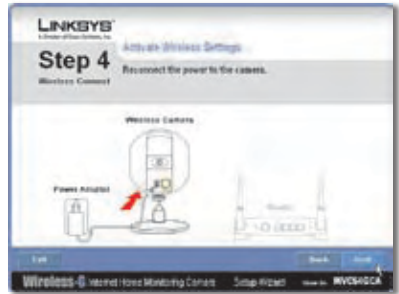 LINKSYS
A Division of Cisco Systems, Inc.
Activate Wireless Settings
Step 4
Reconnect the power to the camera.
Wireless Connect
Wireless Camera
Power Adapter
Router
Exit
Back
Next
Wireless-G Internet Home Monitoring Camera
Setup Wizard
WVC54GCA